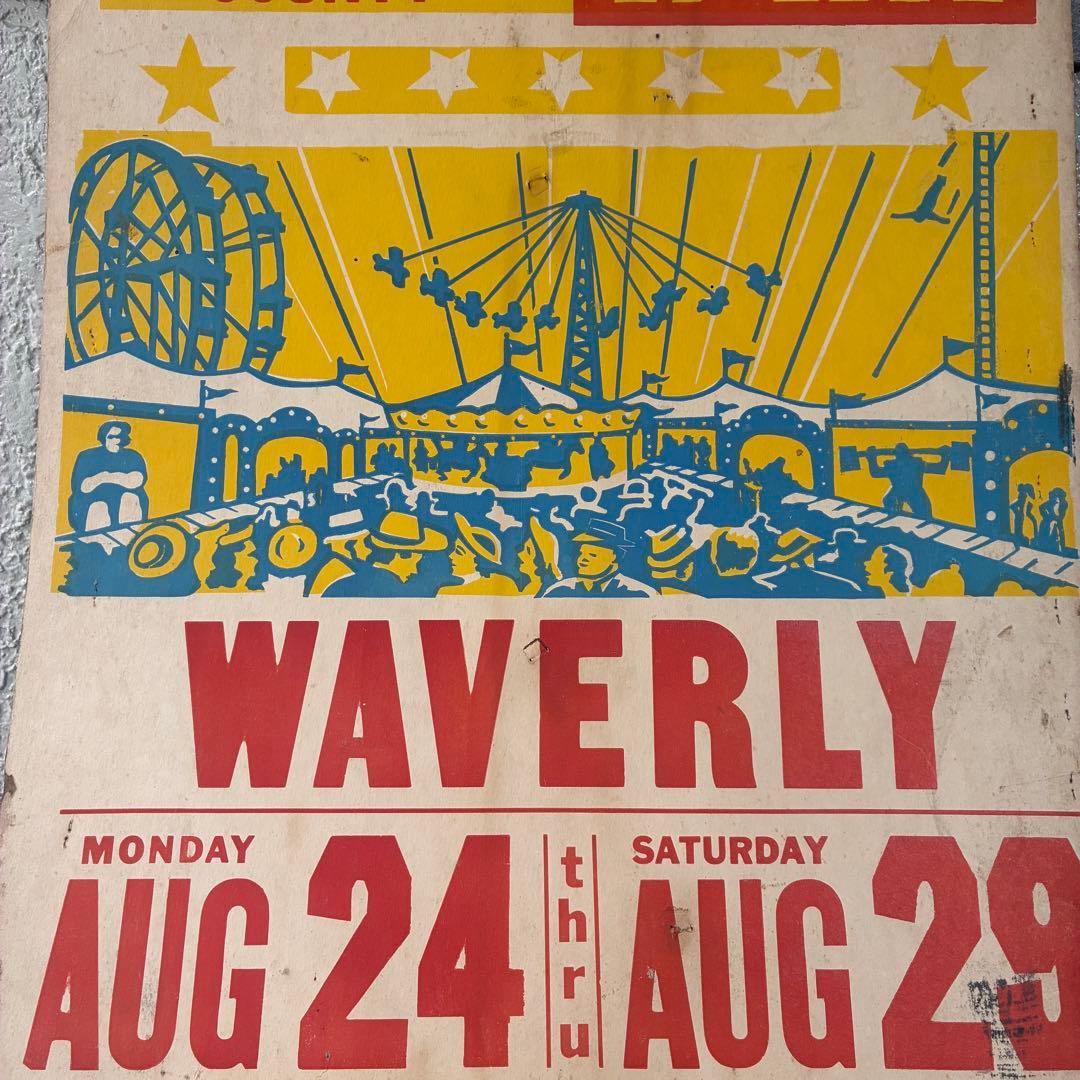 WAVERLY
MONDAY
AUG 24
thru
SATURDAY
AUG 29